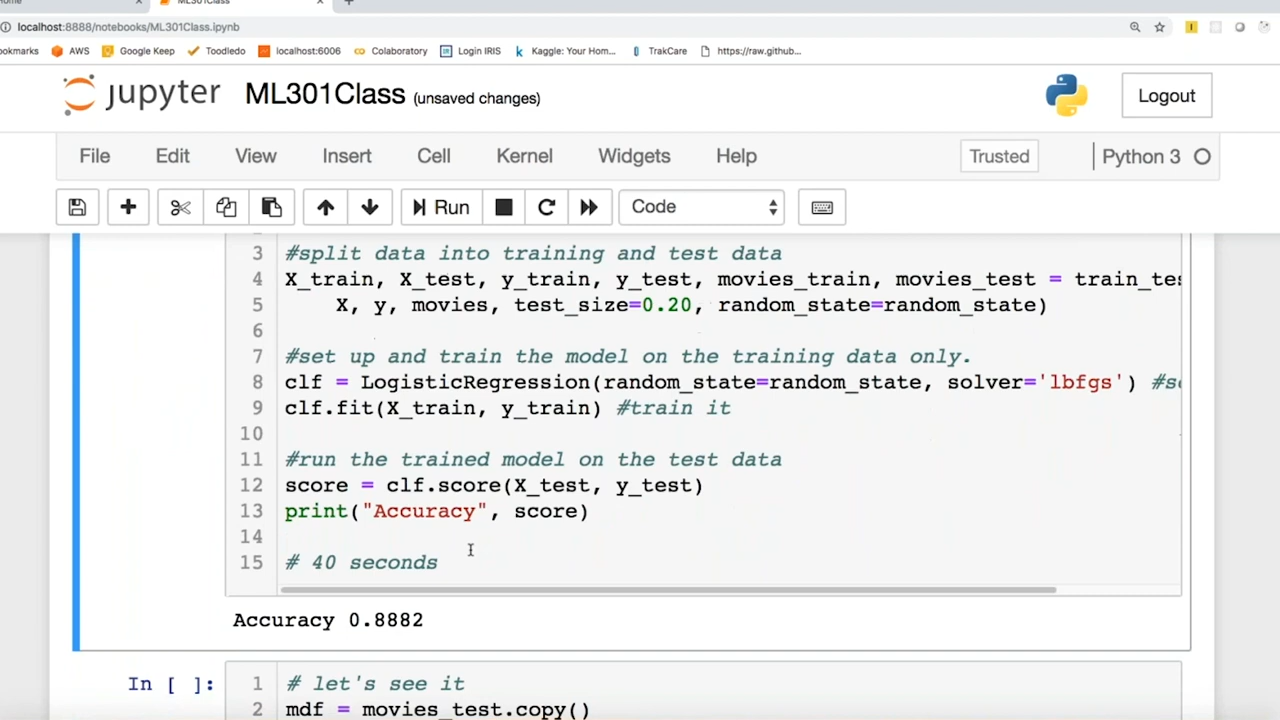 Home ML301Class
localhost:8888/notebooks/ML301Class.ipynb
ookmarks AWS Google Keep Toodledo localhost:6006 Colaboratory Login IRIS Kaggle: Your Hom... TrakCare https://raw.github...
jupyter ML301Class (unsaved changes) Logout
File Edit View Insert Cell Kernel Widgets Help Trusted Python 3
Run Code
3 #split data into training and test data
4 X_train, X_test, y_train, y_test, movies_train, movies_test = train_tes
5 X, y, movies, test_size=0.20, random_state=random_state)
6
7 #set up and train the model on the training data only.
8 clf = LogisticRegression(random_state=random_state, solver='lbfgs') #s
9 clf.fit(X_train, y_train) #train it
10
11 #run the trained model on the test data
12 score = clf.score(X_test, y_test)
13 print("Accuracy", score)
14
15 # 40 seconds
Accuracy 0.8882
In [ ]: 1 # let's see it
2 mdf = movies_test.copy()